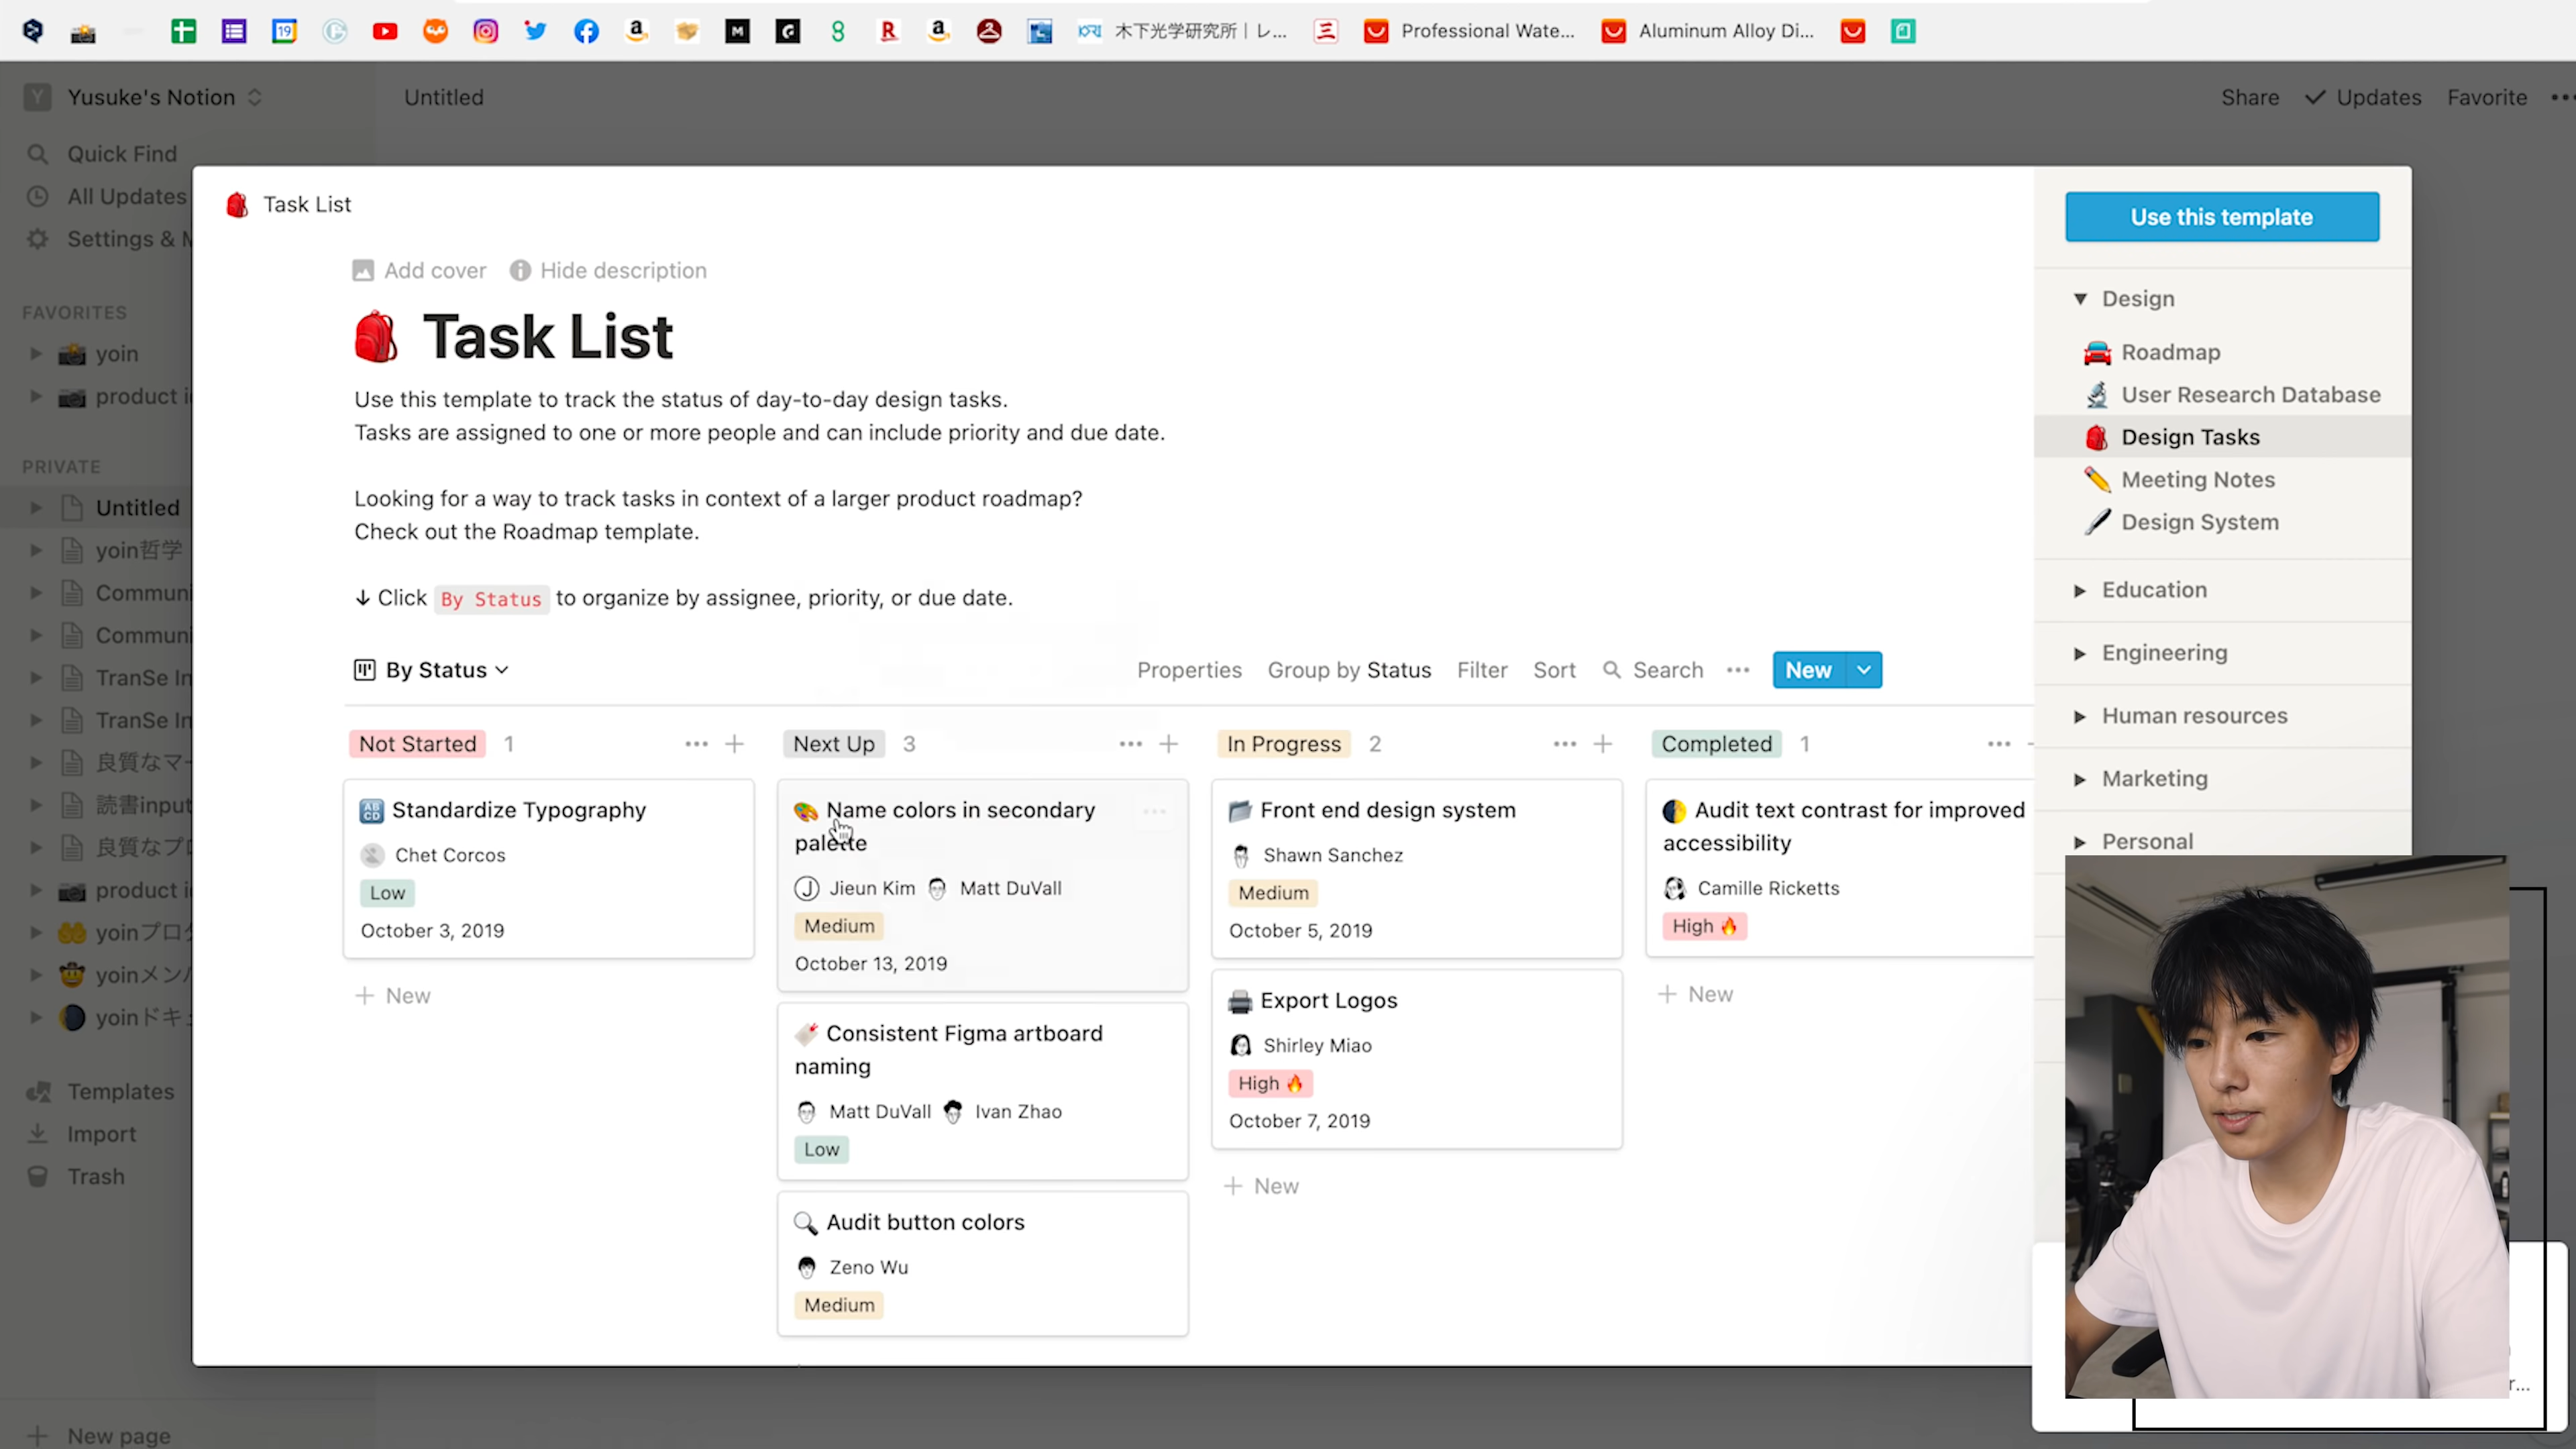 木下光学研究所 | レ...
Professional Wate...
Aluminum Alloy Di...
Yusuke's Notion
Untitled
Share
Updates
Favorite
Quick Find
All Updates
Settings & M
FAVORITES
yoin
product i
PRIVATE
Untitled
yoin哲学
Communi
Communi
TranSe In
TranSe In
良質なマー
読書input
良質なプロ
product i
yoinプロダ
yoinメンバ
yoinドキュ
Templates
Import
Trash
New page
Task List
Add cover
Hide description
Task List
Use this template to track the status of day-to-day design tasks.
Tasks are assigned to one or more people and can include priority and due date.
Looking for a way to track tasks in context of a larger product roadmap?
Check out the Roadmap template.
↓ Click By Status to organize by assignee, priority, or due date.
By Status
Properties
Group by Status
Filter
Sort
Search
New
Not Started 1
Standardize Typography
Chet Corcos
Low
October 3, 2019
+ New
Next Up 3
Name colors in secondary
palette
Jieun Kim Matt DuVall
Medium
October 13, 2019
Consistent Figma artboard
naming
Matt DuVall Ivan Zhao
Low
Audit button colors
Zeno Wu
Medium
In Progress 2
Front end design system
Shawn Sanchez
Medium
October 5, 2019
Export Logos
Shirley Miao
High
October 7, 2019
+ New
Completed 1
Audit text contrast for improved
accessibility
Camille Ricketts
High
+ New
Use this template
Design
Roadmap
User Research Database
Design Tasks
Meeting Notes
Design System
Education
Engineering
Human resources
Marketing
Personal
r...